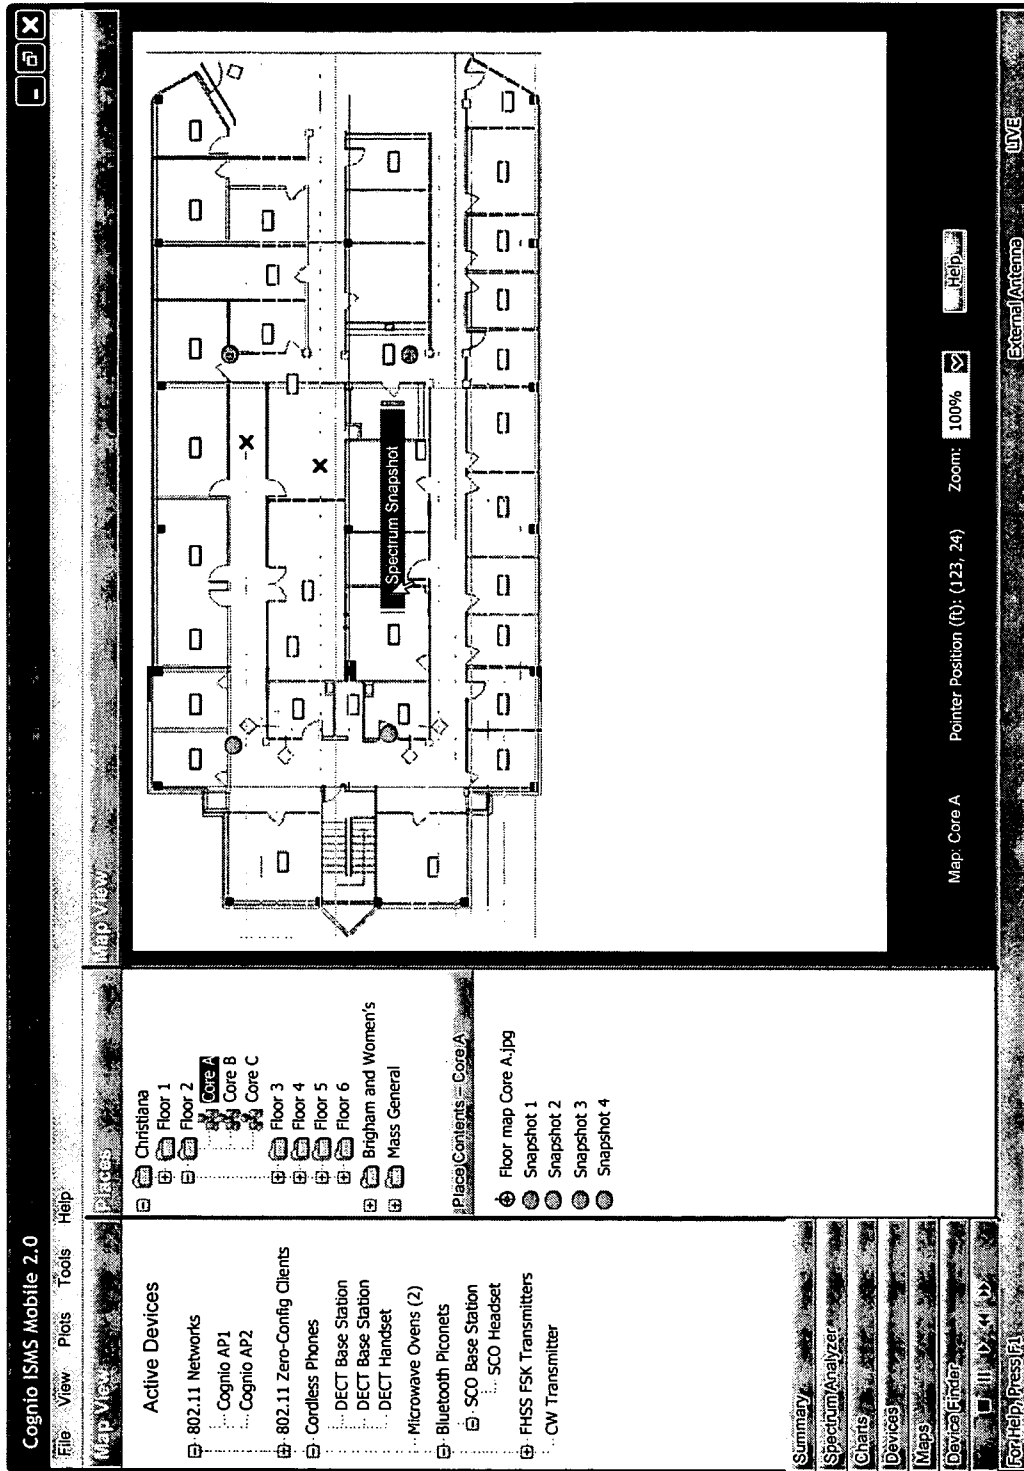 Cognio ISMS Mobile 2.0
File View Plots Tools Help
Map View
Active Devices
802.11 Networks
Cognio AP1
Cognio AP2
802.11 Zero-Config Clients
Cordless Phones
DECT Base Station
DECT Base Station
DECT Handset
Microwave Ovens (2)
Bluetooth Piconets
SCO Base Station
SCO Headset
FHSS FSK Transmitters
CW Transmitter
Summary
Spectrum Analyzer
Charts
Devices
Maps
Device Finder
Places
Christiana
Floor 1
Floor 2
Core A
Core B
Core C
Floor 3
Floor 4
Floor 5
Floor 6
Brigham and Women's
Mass General
Place Contents – Core A
Floor map Core A.jpg
Snapshot 1
Snapshot 2
Snapshot 3
Snapshot 4
Map View
Spectrum Snapshot
Map: Core A Pointer Position (ft): (123, 24) Zoom: 100% Help...
For Help, Press F1 External Antenna LIVE